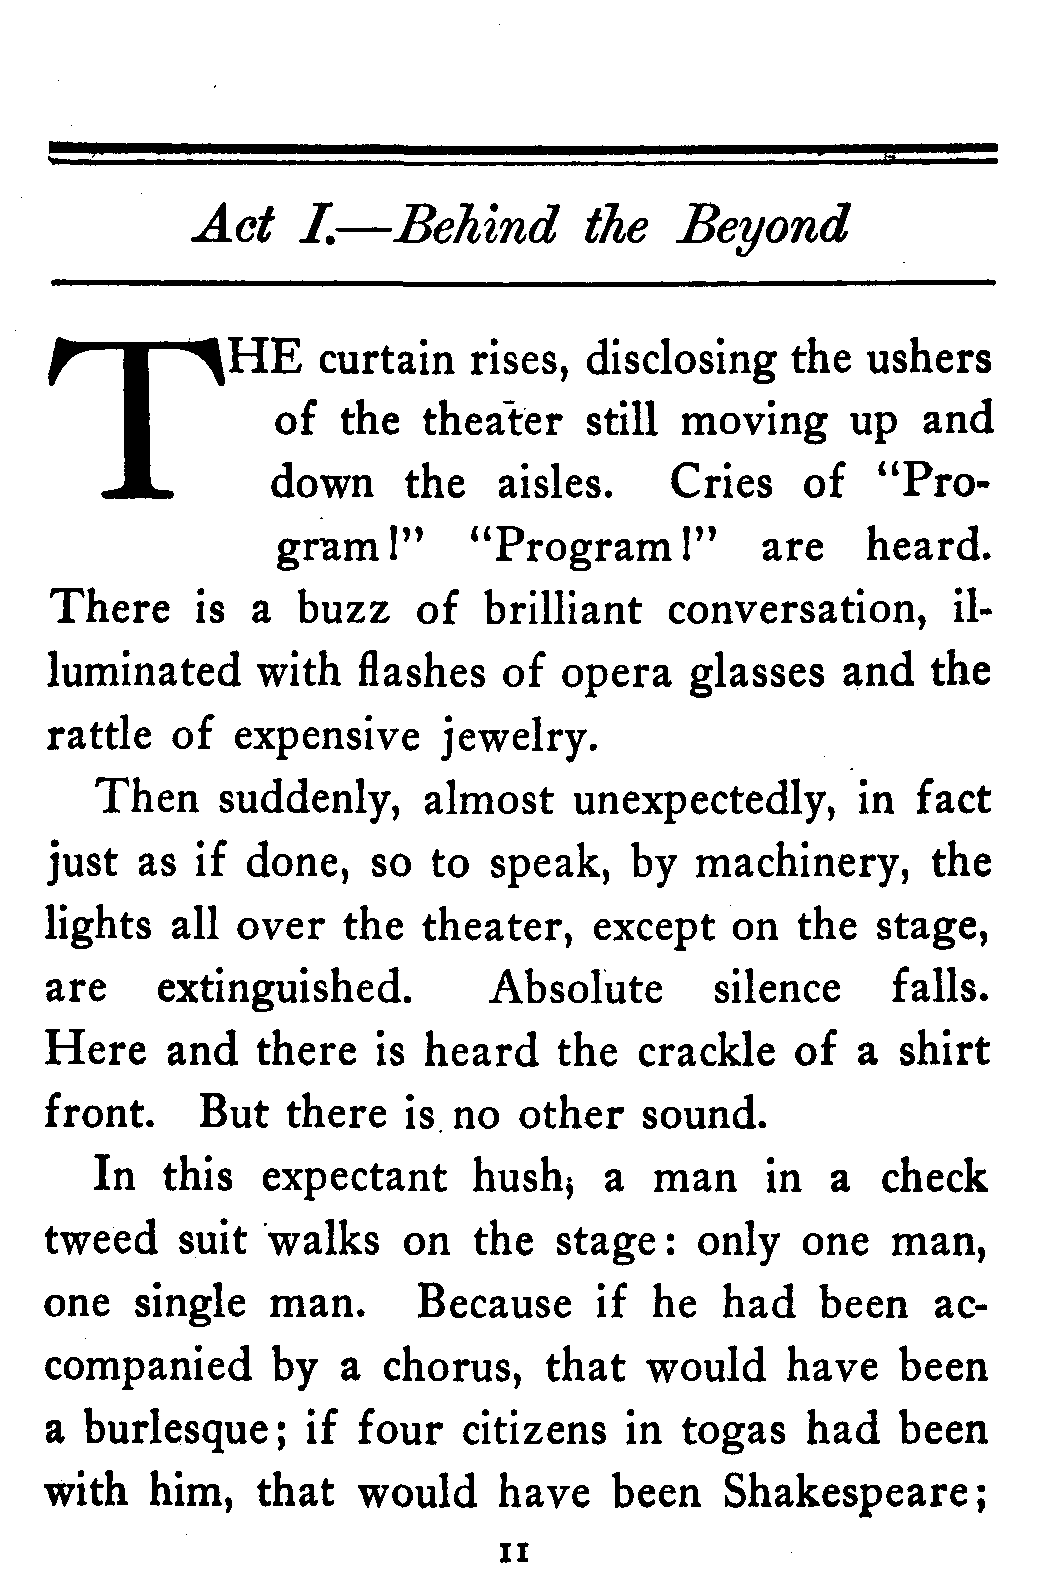 Act I.—Behind the Beyond
THE curtain rises, disclosing the ushers
of the theater still moving up and
down the aisles. Cries of "Pro-
gram!" "Program!" are heard.
There is a buzz of brilliant conversation, il-
luminated with flashes of opera glasses and the
rattle of expensive jewelry.
Then suddenly, almost unexpectedly, in fact
just as if done, so to speak, by machinery, the
lights all over the theater, except on the stage,
are extinguished. Absolute silence falls.
Here and there is heard the crackle of a shirt
front. But there is no other sound.
In this expectant hush, a man in a check
tweed suit walks on the stage: only one man,
one single man. Because if he had been ac-
companied by a chorus, that would have been
a burlesque; if four citizens in togas had been
with him, that would have been Shakespeare;
11